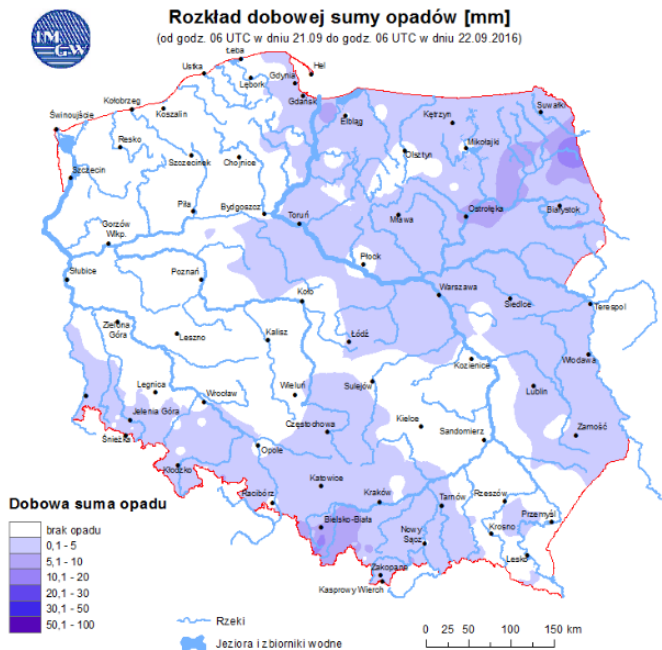 IM
GW
Rozkład dobowej sumy opadów [mm]
(od godz. 06 UTC w dniu 21.09 do godz. 06 UTC w dniu 22.09.2016)
Łeba
Hel
Ustka
Lębork
Gdynia
Gdańsk
Kołobrzeg
Koszalin
Świnoujście
Elbląg
Kętrzyn
Suwałki
Resko
Szczecinek
Chojnice
Olsztyn
Mikołajki
Szczecin
Piła
Bydgoszcz
Toruń
Mława
Ostrołęka
Białystok
Gorzów
Wlkp.
Płock
Słubice
Poznań
Koło
Warszawa
Siedlce
Terespol
Zielona
Góra
Leszno
Kalisz
Łódź
Kozienice
Włodawa
Legnica
Wrocław
Wieluń
Sulejów
Lublin
Jelenia Góra
Częstochowa
Kielce
Sandomierz
Zamość
Śnieżka
Opole
Kłodzko
Katowice
Racibórz
Kraków
Tarnów
Rzeszów
Przemyśl
Bielsko-Biała
Nowy
Sącz
Krosno
Lesko
Zakopane
Kasprowy Wierch
Dobowa suma opadu
brak opadu
0,1 - 5
5,1 - 10
10,1 - 20
20,1 - 30
30,1 - 50
50,1 - 100
Rzeki
Jeziora i zbiorniki wodne
0 25 50 100 150 km